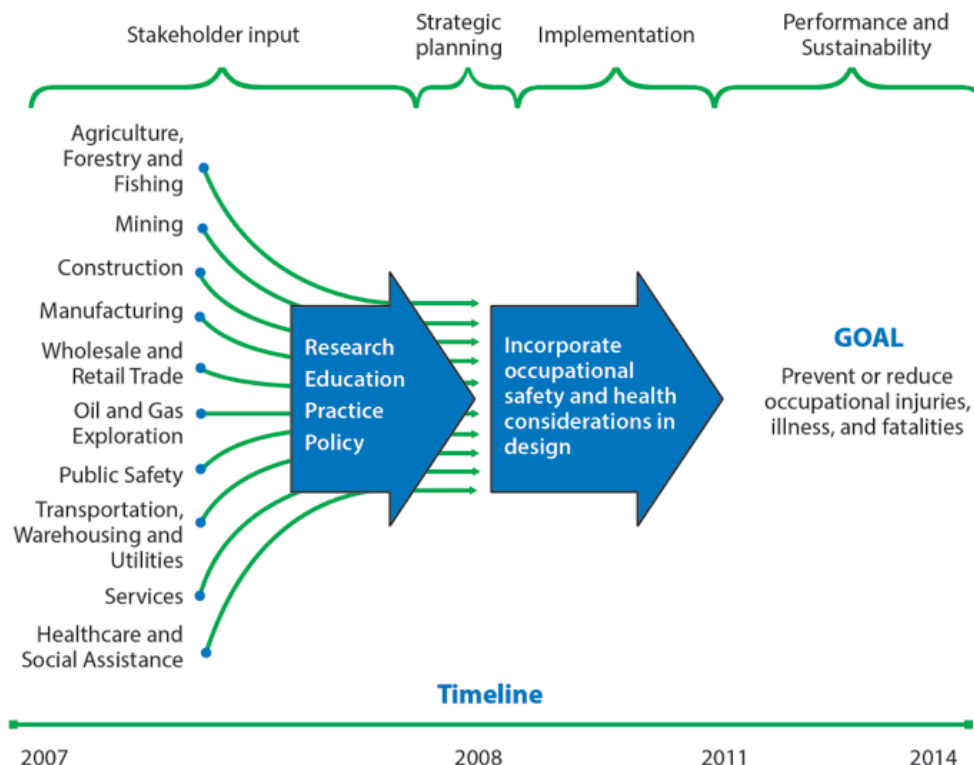 Stakeholder input
Strategic
planning
Implementation
Performance and
Sustainability
Agriculture,
Forestry and
Fishing
Mining
Construction
Manufacturing
Wholesale and
Retail Trade
Oil and Gas
Exploration
Public Safety
Transportation,
Warehousing and
Utilities
Services
Healthcare and
Social Assistance
Research
Education
Practice
Policy
Incorporate
occupational
safety and health
considerations in
design
GOAL
Prevent or reduce
occupational injuries,
illness, and fatalities
Timeline
2007
2008
2011
2014